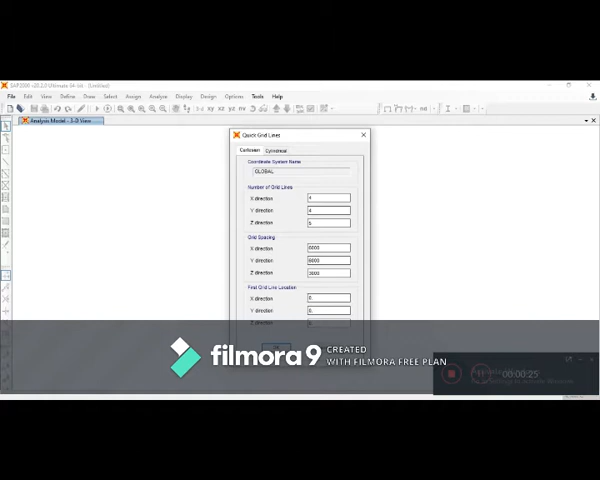 SAP2000 v20.2.0 Ultimate 64-bit - (Untitled)
File Edit View Define Draw Select Assign Analyze Display Design Options Tools Help
Analysis Model - 3-D View
Quick Grid Lines
Cartesian Cylindrical
Coordinate System Name
GLOBAL
Number of Grid Lines
X direction 4
Y direction 4
Z direction 5
Grid Spacing
X direction 6000
Y direction 6000
Z direction 3000
First Grid Line Location
X direction 0.
Y direction 0.
filmora9 CREATED
WITH FILMORA FREE PLAN
00:00:25